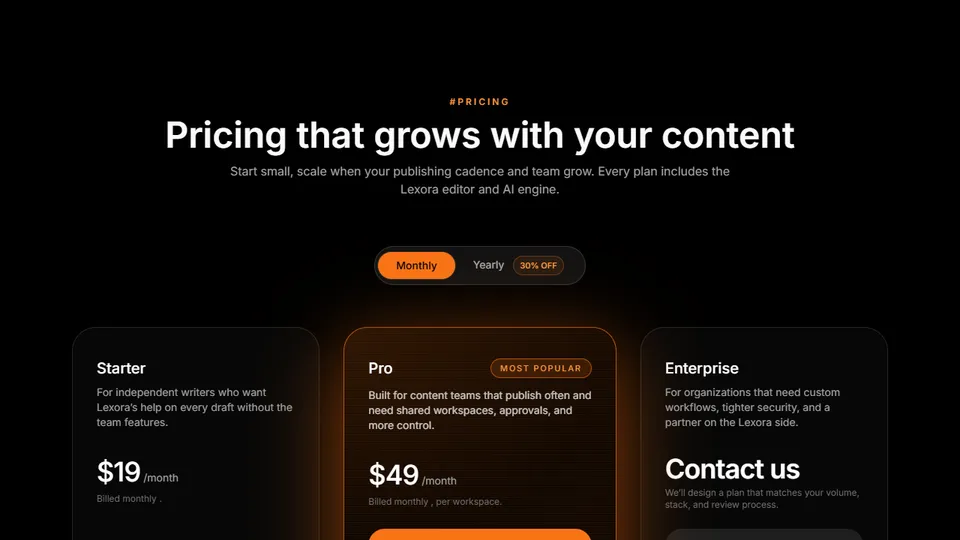 #PRICING
Pricing that grows with your content
Start small, scale when your publishing cadence and team grow. Every plan includes the
Lexora editor and AI engine.
Monthly
Yearly
30% OFF
Starter
For independent writers who want
Lexora's help on every draft without the
team features.
$19 /month
Billed monthly .
Pro
MOST POPULAR
Built for content teams that publish often and
need shared workspaces, approvals, and
more control.
$49 /month
Billed monthly , per workspace.
Enterprise
For organizations that need custom
workflows, tighter security, and a
partner on the Lexora side.
Contact us
We'll design a plan that matches your volume,
stack, and review process.